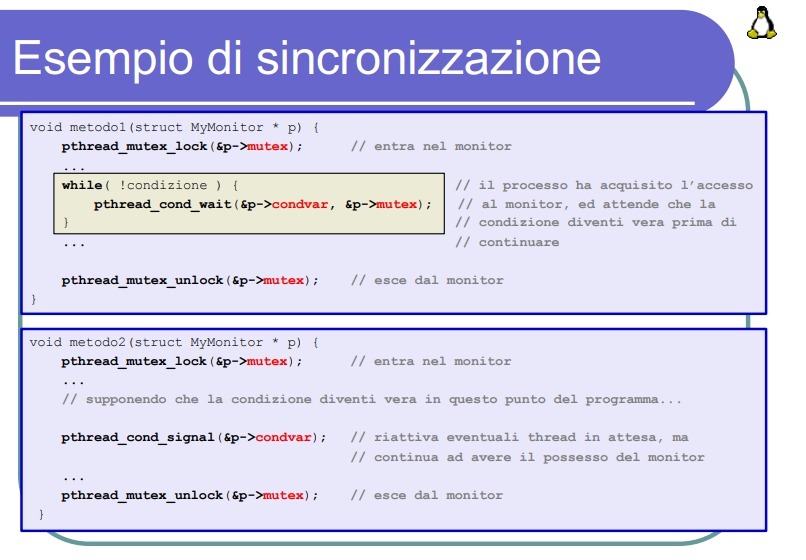 Esempio di sincronizzazione
void metodo1(struct MyMonitor * p) {
pthread_mutex_lock(&p->mutex); // entra nel monitor
...
while( !condizione ) { // il processo ha acquisito l'accesso
pthread_cond_wait(&p->condvar, &p->mutex); // al monitor, ed attende che la
} // condizione diventi vera prima di
... // continuare
pthread_mutex_unlock(&p->mutex); // esce dal monitor
}
void metodo2(struct MyMonitor * p) {
pthread_mutex_lock(&p->mutex); // entra nel monitor
...
// supponendo che la condizione diventi vera in questo punto del programma...
pthread_cond_signal(&p->condvar); // riattiva eventuali thread in attesa, ma
// continua ad avere il possesso del monitor
...
pthread_mutex_unlock(&p->mutex); // esce dal monitor
}